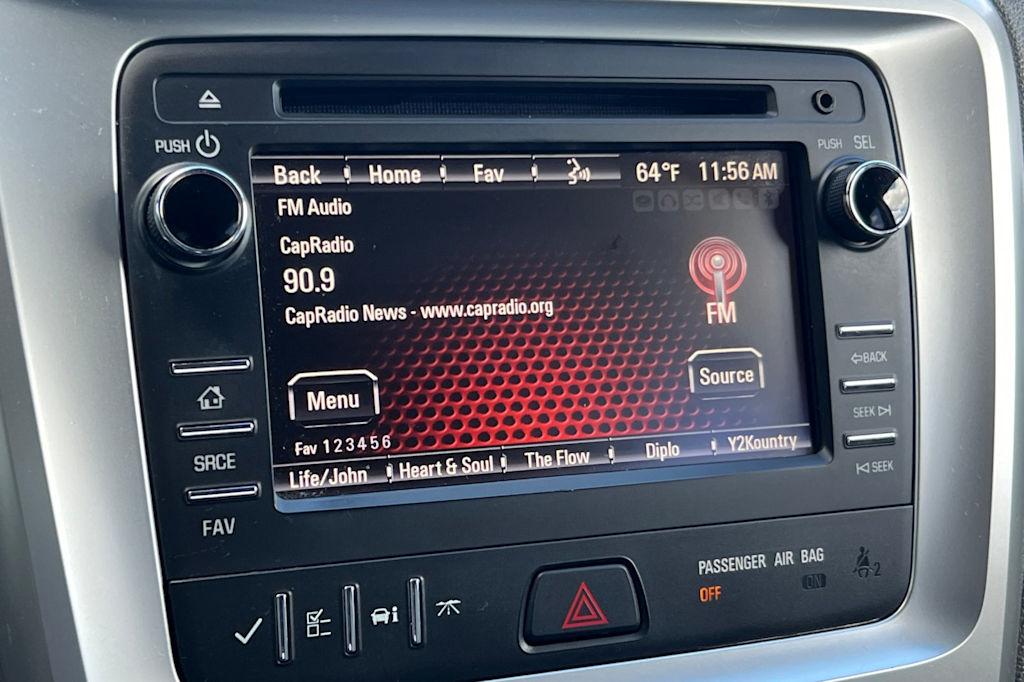 PUSH
PUSH SEL
Back Home Fav 64°F 11:56 AM
FM Audio
CapRadio
90.9
CapRadio News - www.capradio.org
FM
Menu
Source
Fav 1 2 3 4 5 6
Life/John Heart & Soul The Flow Diplo Y2Kountry
SRCE
FAV
BACK
SEEK
SEEK
PASSENGER AIR BAG
OFF ON
2